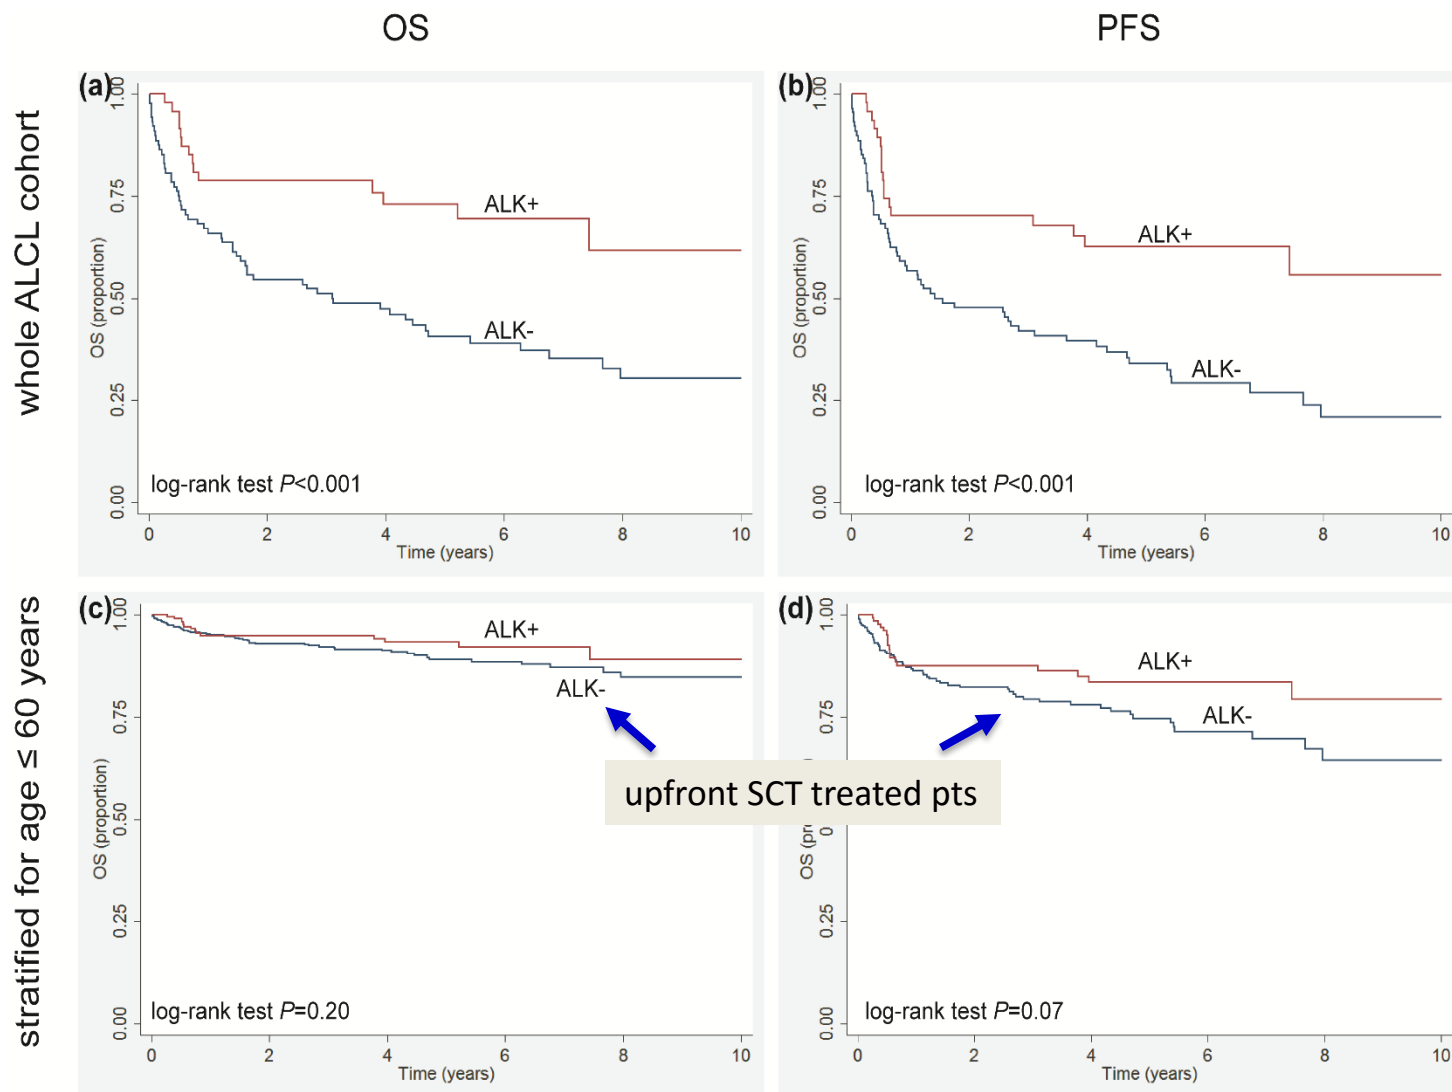 OS
PFS
whole ALCL cohort
(a)
1.00
0.75
0.50
0.25
0.00
OS (proportion)
ALK+
ALK-
log-rank test P<0.001
0 2 4 6 8 10
Time (years)
(b)
1.00
0.75
0.50
0.25
0.00
OS (proportion)
ALK+
ALK-
log-rank test P<0.001
0 2 4 6 8 10
Time (years)
stratified for age ≤ 60 years
(c)
1.00
0.75
0.50
0.25
0.00
OS (proportion)
ALK+
ALK-
upfront SCT treated pts
log-rank test P=0.20
0 2 4 6 8 10
Time (years)
(d)
1.00
0.75
0.25
0.00
OS (pro
ALK+
ALK-
log-rank test P=0.07
0 2 4 6 8 10
Time (years)